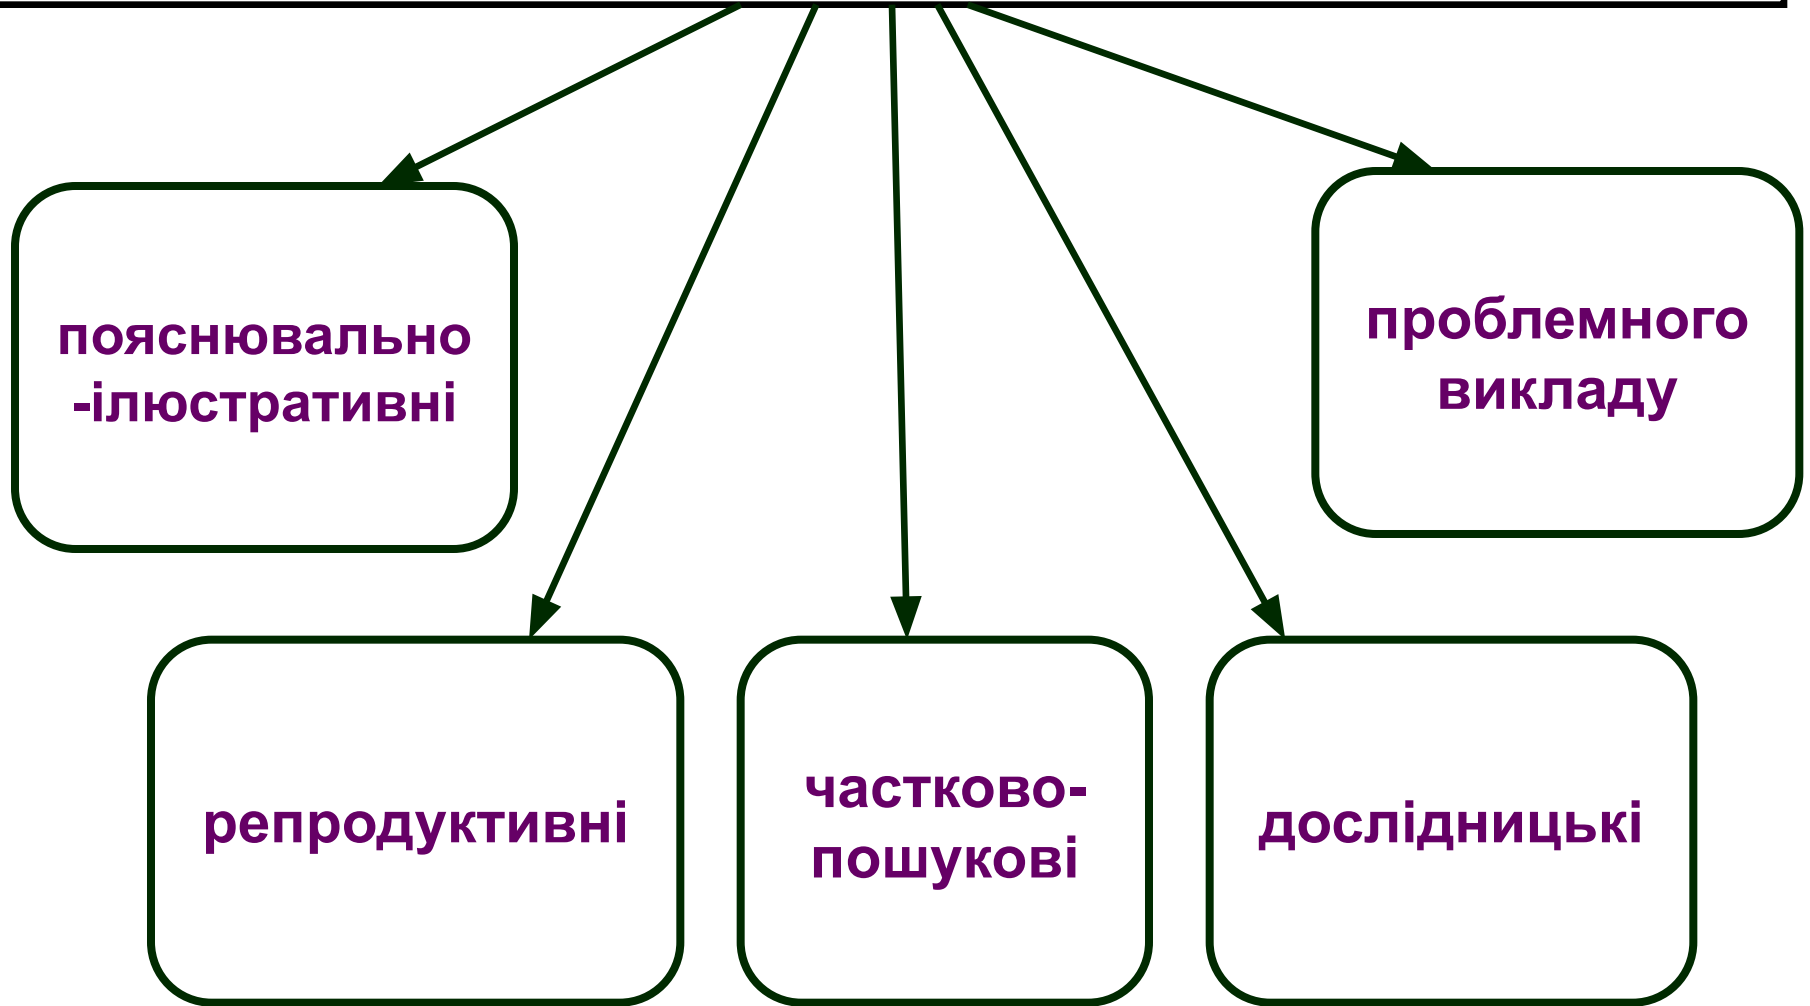 пояснювально
-ілюстративні
проблемного
викладу
репродуктивні
частково-
пошукові
дослідницькі